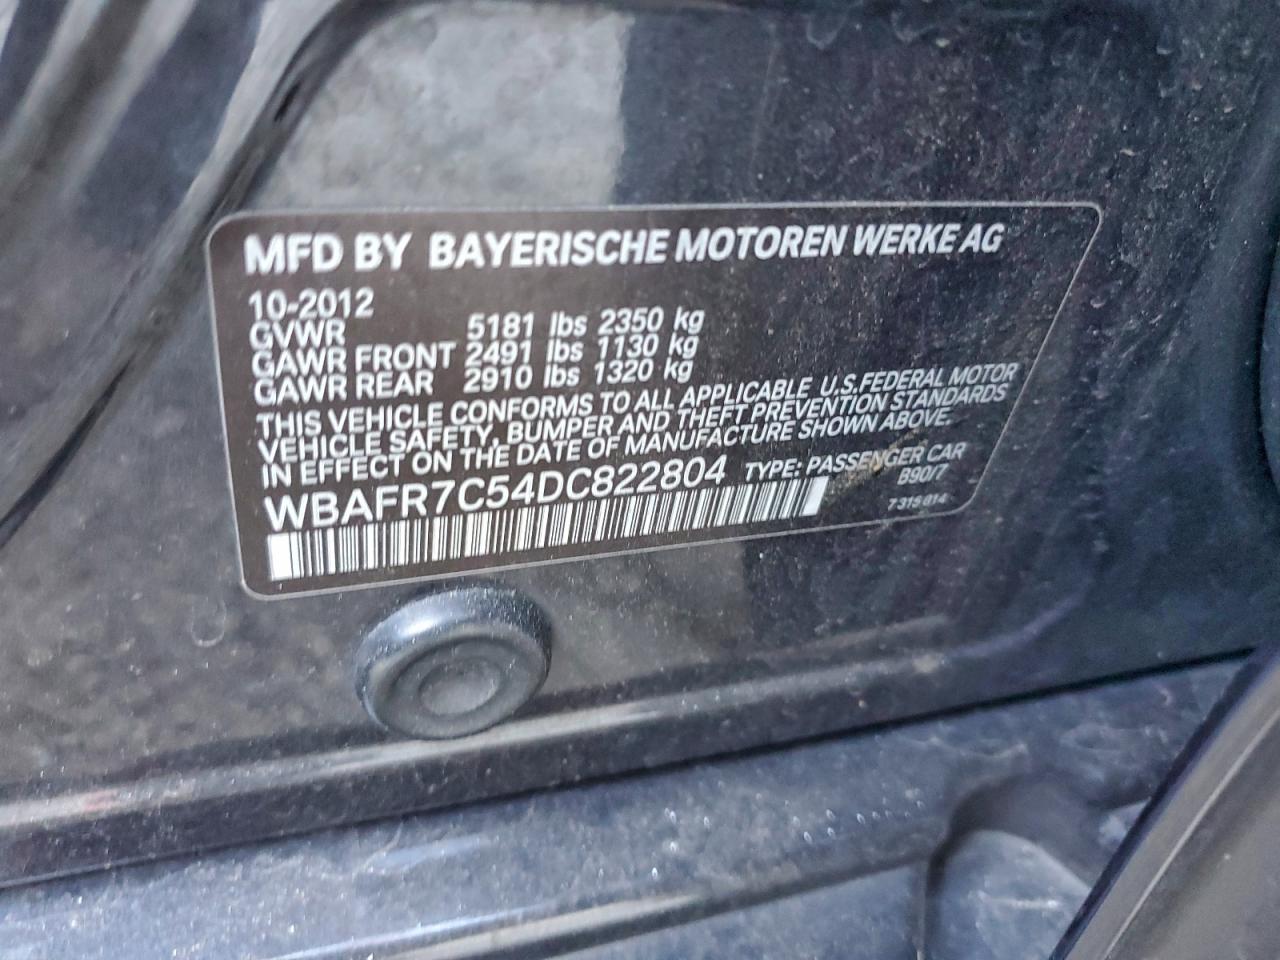 MFD BY BAYERISCHE MOTOREN WERKE AG
10-2012
GVWR 5181 lbs 2350 kg
GAWR FRONT 2491 lbs 1130 kg
GAWR REAR 2910 lbs 1320 kg
THIS VEHICLE CONFORMS TO ALL APPLICABLE U.S.FEDERAL MOTOR
VEHICLE SAFETY, BUMPER AND THEFT PREVENTION STANDARDS
IN EFFECT ON THE DATE OF MANUFACTURE SHOWN ABOVE.
WBAFR7C54DC822804 TYPE: PASSENGER CAR
B90/7